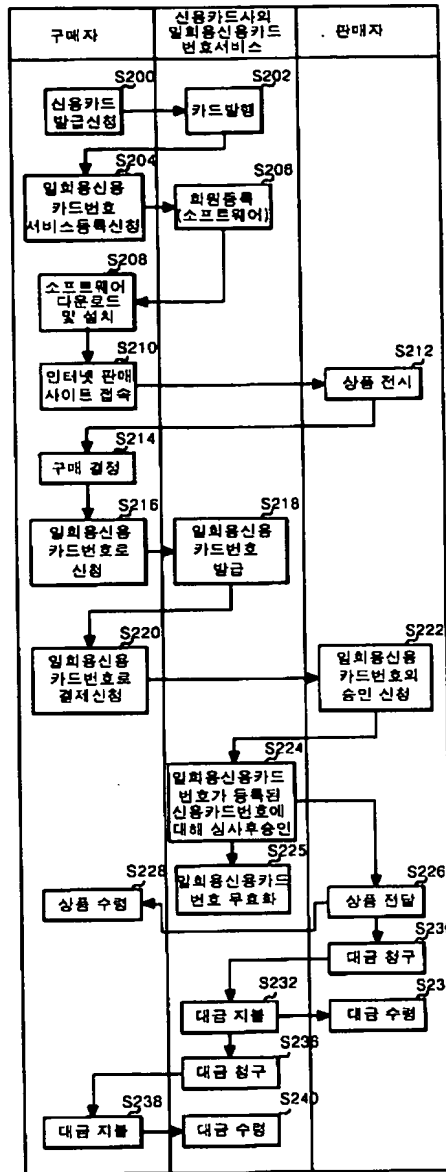 구매자
신용카드사의
일회용신용카드
번호서비스
판매자
S200
신용카드
발급신청
S202
카드발행
S204
일회용신용
카드번호
서비스등록신청
S206
회원등록
(소프트웨어)
S208
소프트웨어
다운로드
및 설치
S210
인터넷 판매
사이트 접속
S212
상품 전시
S214
구매 결정
S216
일회용신용
카드번호로
신청
S218
일회용신용
카드번호
발급
S220
일회용신용
카드번호로
결제신청
S222
일회용신용
카드번호의
승인 신청
S224
일회용신용카드
번호가 등록된
신용카드번호에
대해 심사후승인
S225
일회용신용카드
번호 무효화
S226
상품 전달
S228
상품 수령
대금 청구
S232
대금 지불
대금 수령
S236
대금 청구
S238
대금 지불
S240
대금 수령